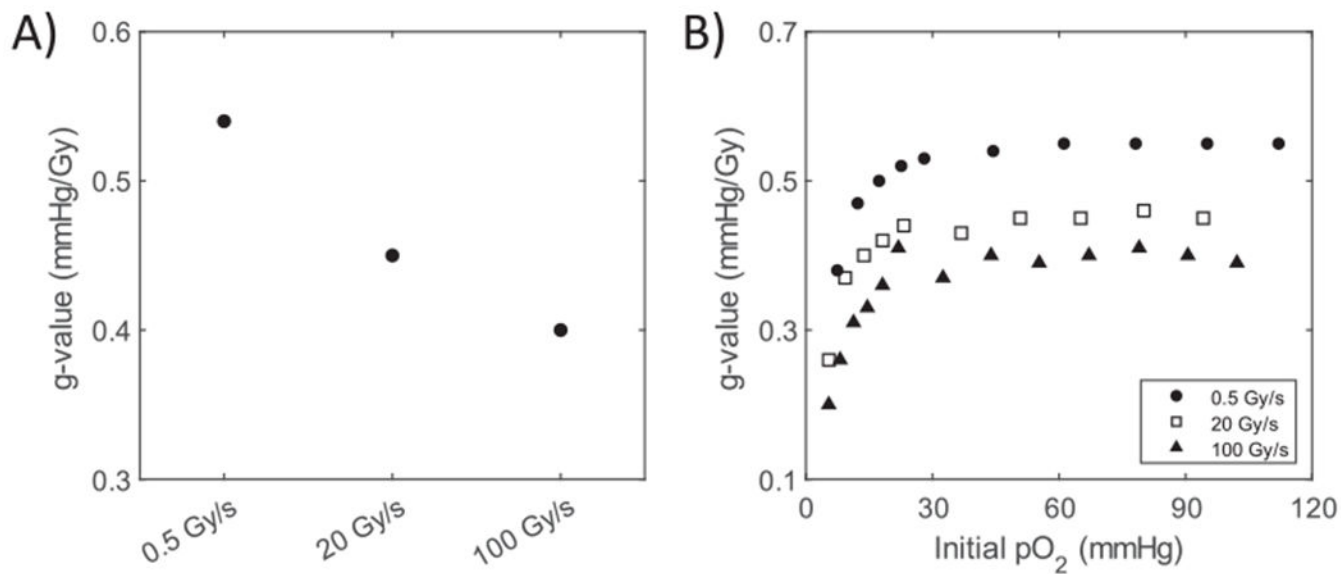 A)
g-value (mmHg/Gy)
0.6
0.5
0.4
0.3
0.5 Gy/s
20 Gy/s
100 Gy/s
B)
g-value (mmHg/Gy)
0.7
0.5
0.3
0.1
0
30
60
90
120
Initial pO₂ (mmHg)
0.5 Gy/s
20 Gy/s
100 Gy/s